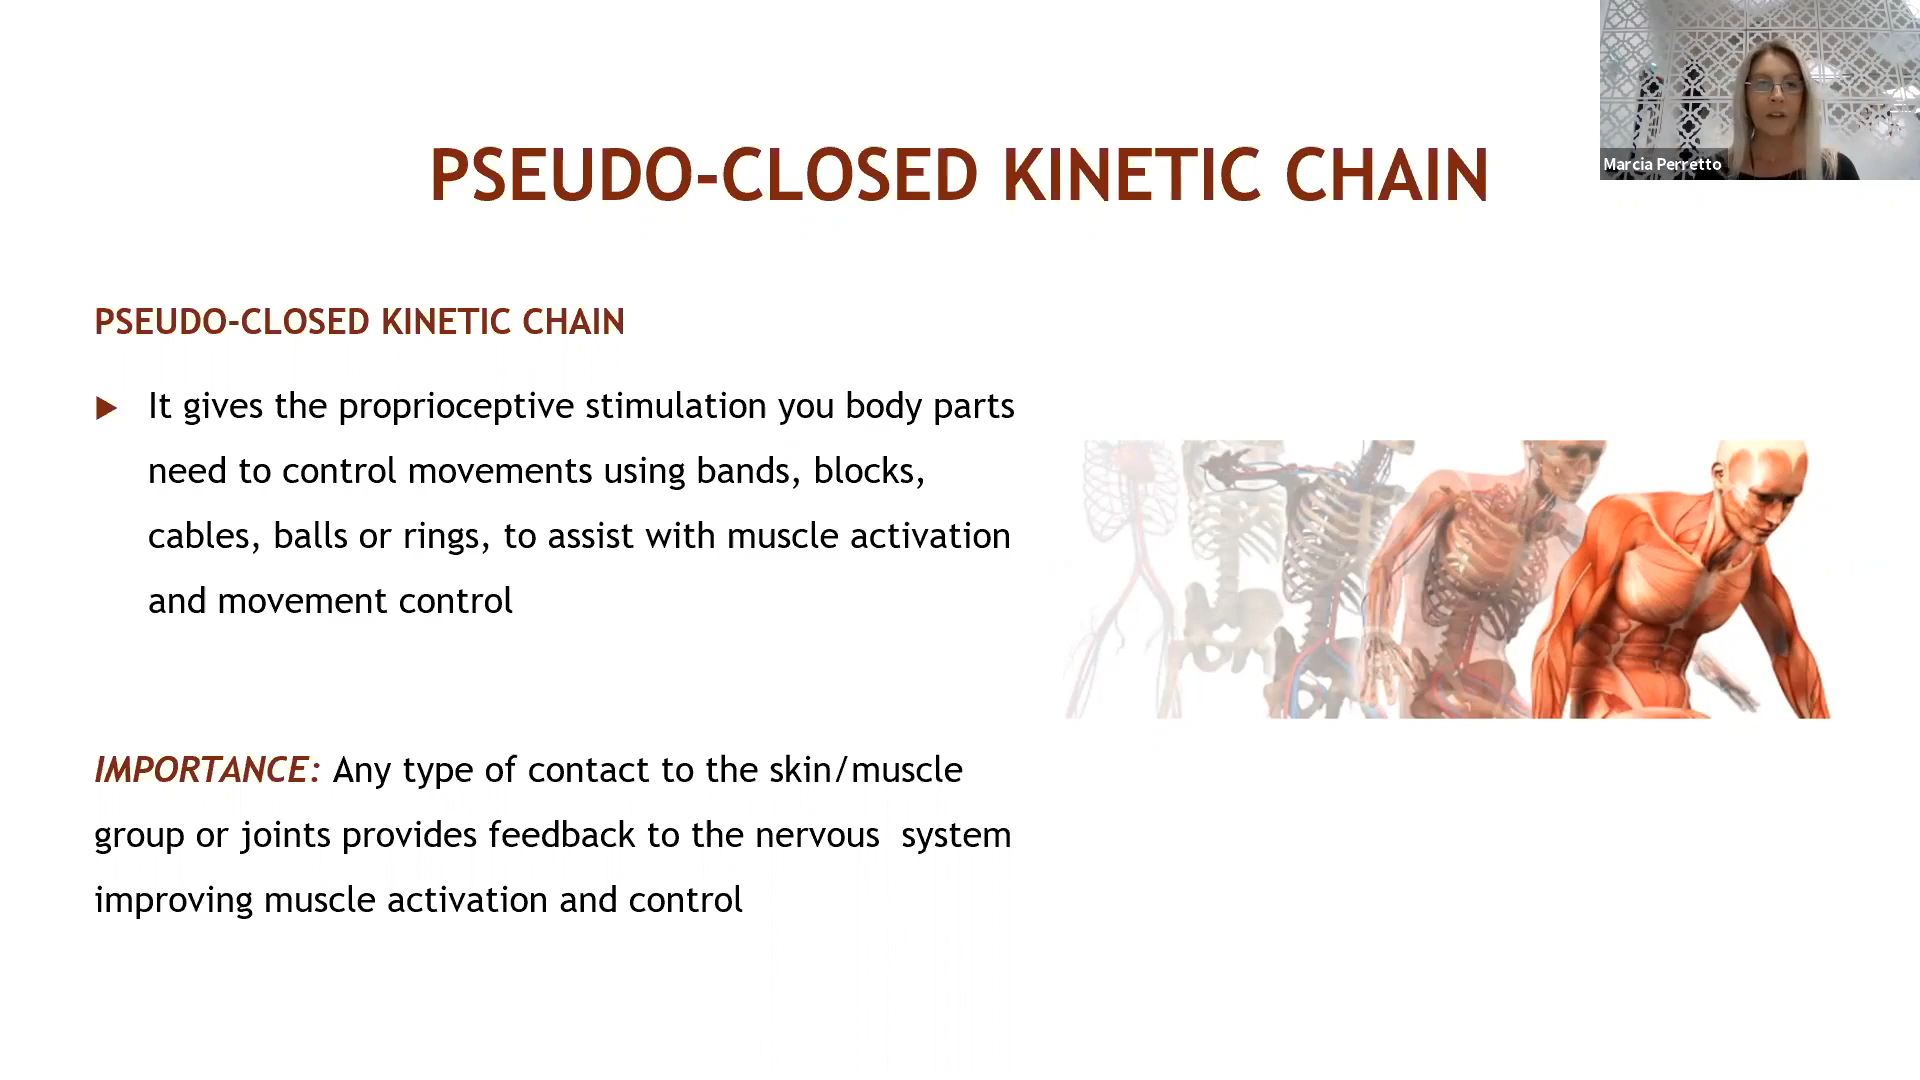 Marcia Perretto
PSEUDO-CLOSED KINETIC CHAIN
PSEUDO-CLOSED KINETIC CHAIN
It gives the proprioceptive stimulation you body parts
need to control movements using bands, blocks,
cables, balls or rings, to assist with muscle activation
and movement control
IMPORTANCE: Any type of contact to the skin/muscle
group or joints provides feedback to the nervous  system
improving muscle activation and control